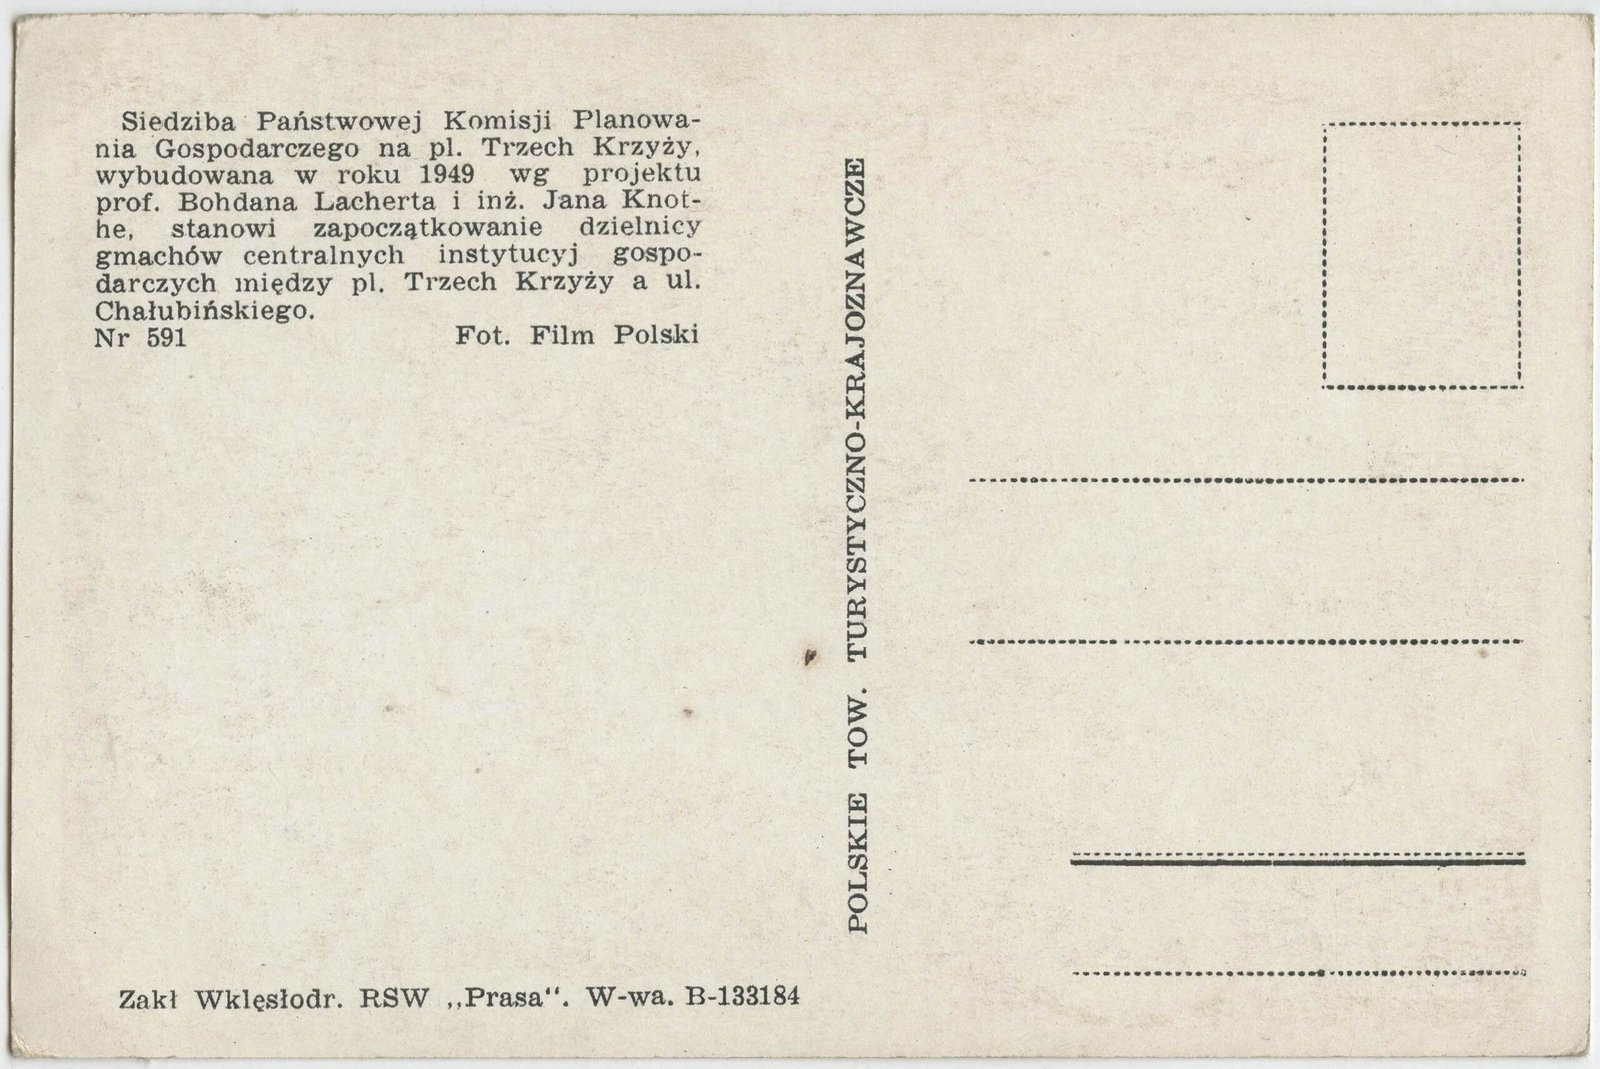 Siedziba Państwowej Komisji Planowa-
nia Gospodarczego na pl. Trzech Krzyży,
wybudowana w roku 1949 wg projektu
prof. Bohdana Lacherta i inż. Jana Knot-
he, stanowi zapoczątkowanie dzielnicy
gmachów centralnych instytucyj gospo-
darczych między pl. Trzech Krzyży a ul.
Chałubińskiego.
Nr 591 Fot. Film Polski
POLSKIE TOW. TURYSTYCZNO-KRAJOZNAWCZE
Zakł Wklęsłodr. RSW ,,Prasa“. W-wa. B-133184